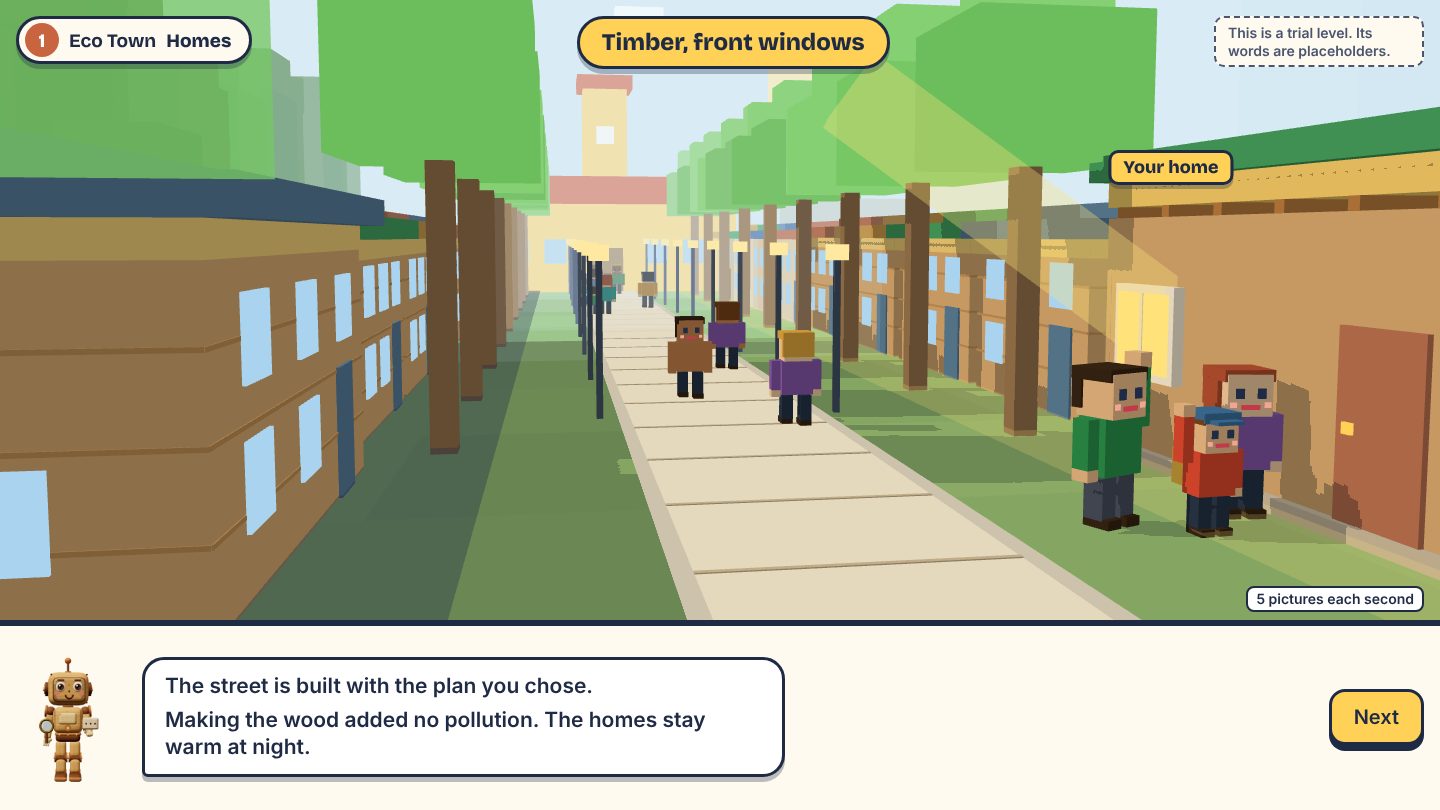 1 Eco Town Homes
Timber, front windows
This is a trial level. Its
words are placeholders.
Your home
5 pictures each second
The street is built with the plan you chose.
Making the wood added no pollution. The homes stay
warm at night.
Next